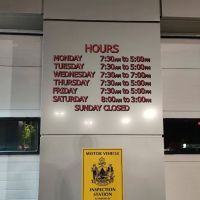 HOURS
MONDAY 7:30AM to 5:00PM
TUESDAY 7:30AM to 5:00PM
WEDNESDAY 7:30AM to 7:00PM
THURSDAY 7:30AM to 5:00PM
FRIDAY 7:30AM to 5:00PM
SATURDAY 8:00AM to 3:00PM
SUNDAY CLOSED
MOTOR VEHICLE
INSPECTION
STATION